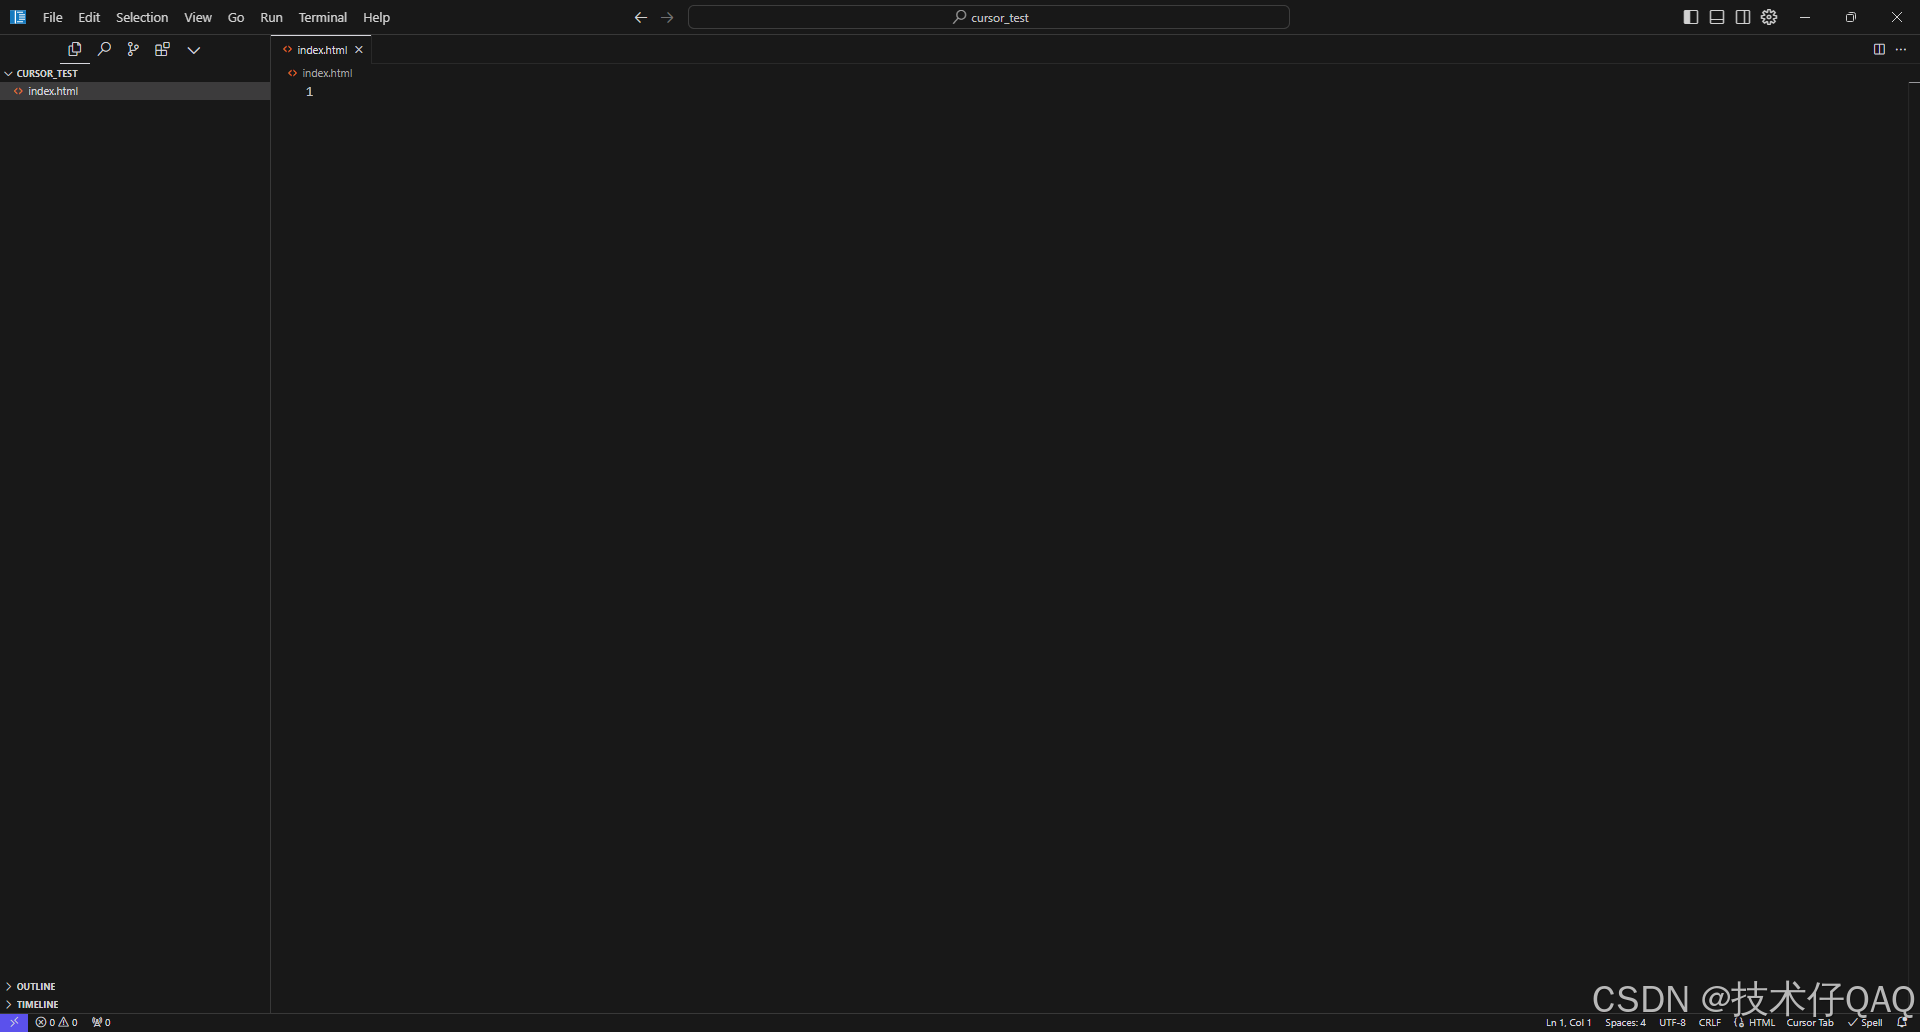 File Edit Selection View Go Run Terminal Help
cursor_test
index.html
CURSOR_TEST
index.html
index.html
1
OUTLINE
TIMELINE
CSDN @技术仔QAQ
0 0 0
Ln 1, Col 1 Spaces: 4 UTF-8 CRLF HTML Cursor Tab Spell